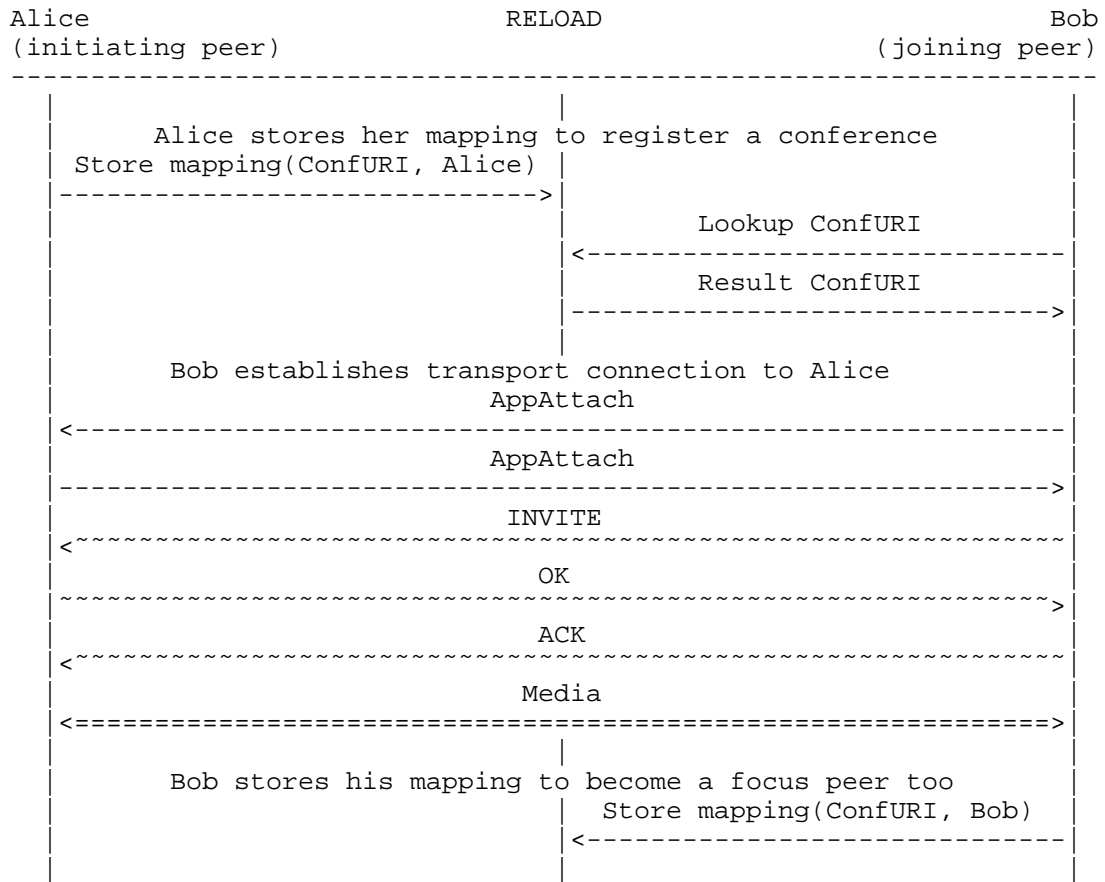 Alice RELOAD Bob
(initiating peer) (joining peer)
Alice stores her mapping to register a conference
Store mapping(ConfURI, Alice)
Lookup ConfURI
Result ConfURI
Bob establishes transport connection to Alice
AppAttach
AppAttach
INVITE
OK
ACK
Media
Bob stores his mapping to become a focus peer too
Store mapping(ConfURI, Bob)